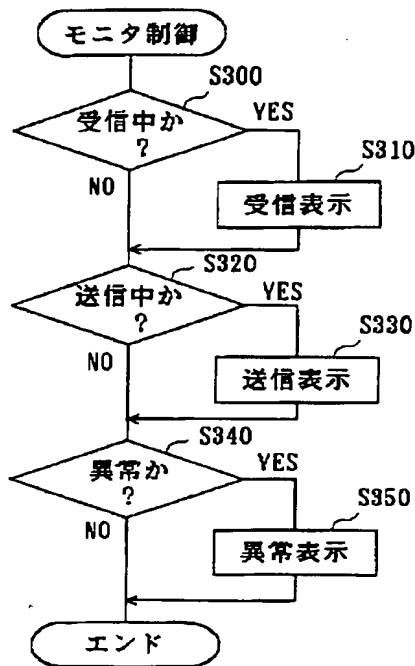 モニタ制御
S300
受信中か
?
YES
NO
S310
受信表示
S320
送信中か
?
YES
NO
S330
送信表示
S340
異常か
?
YES
NO
S350
異常表示
エンド